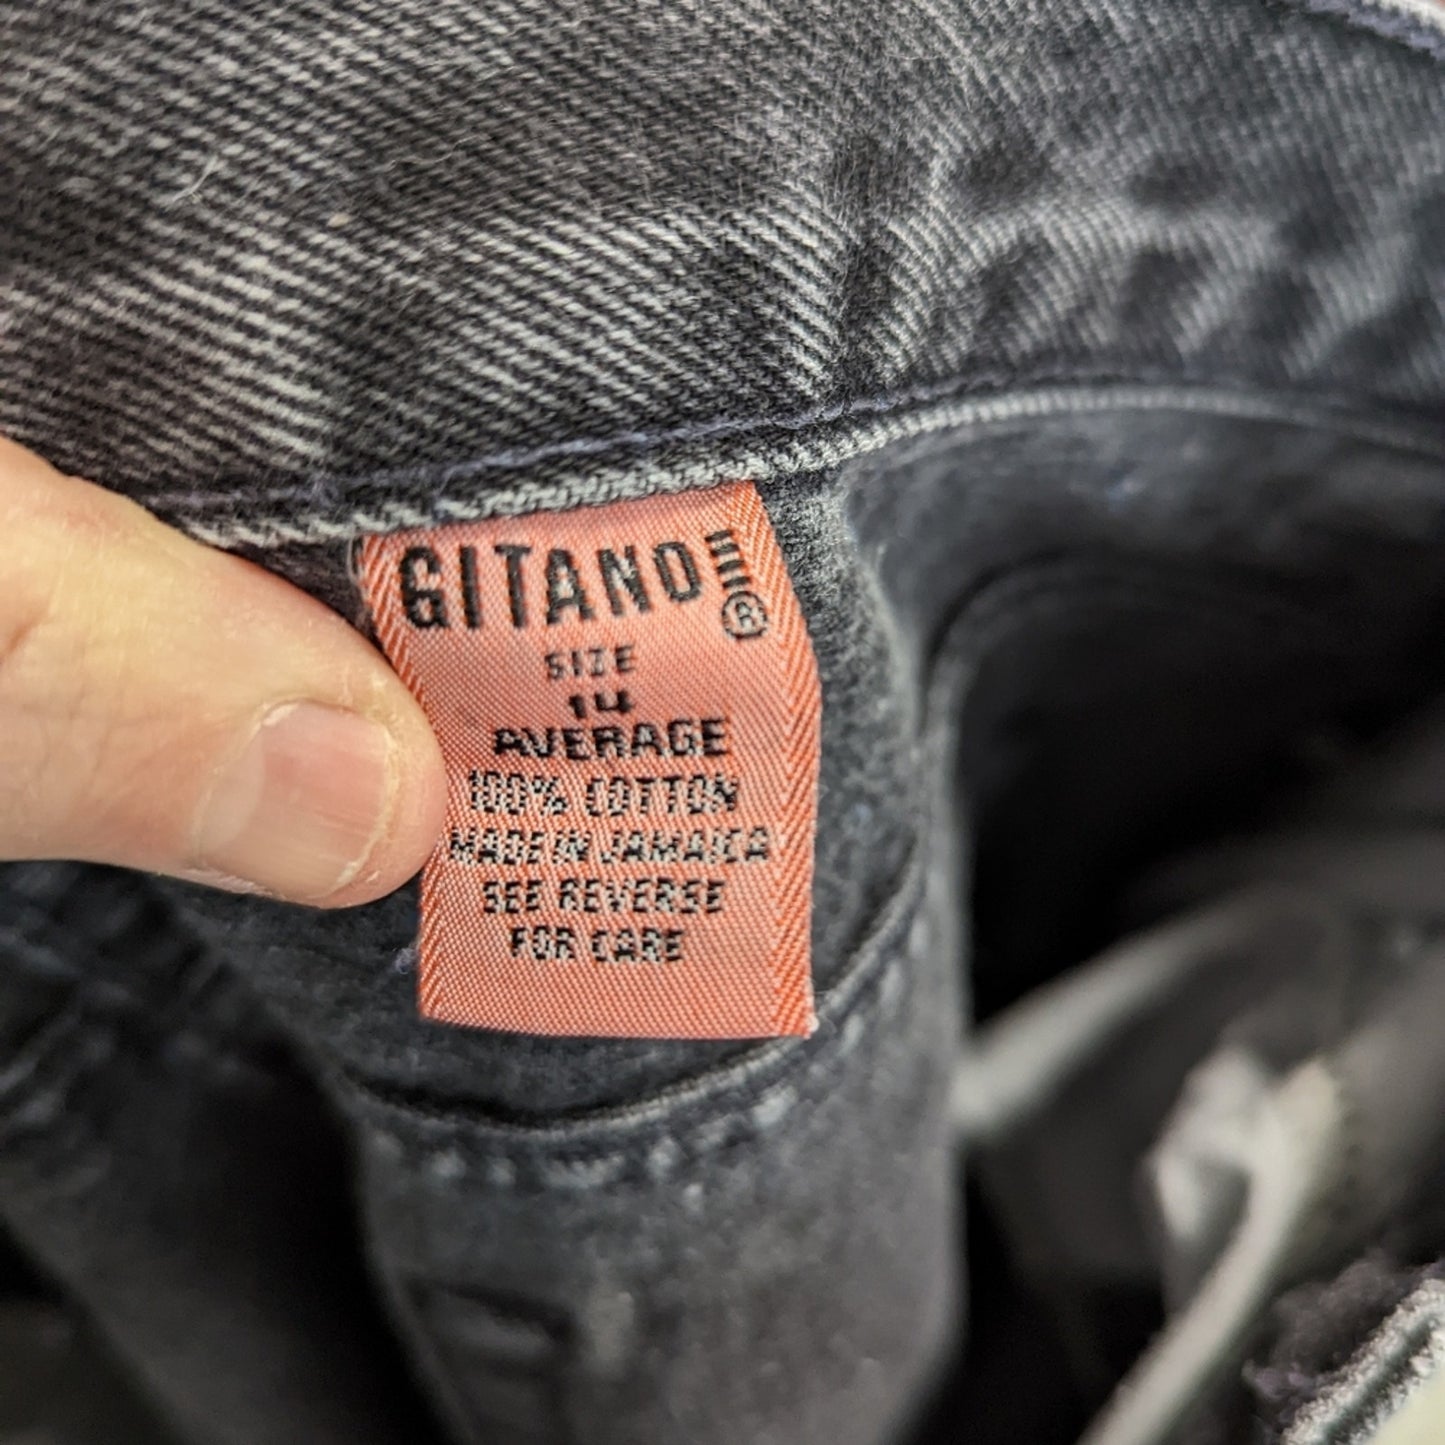 GITANO ®
SIZE
14
AVERAGE
100% COTTON
MADE IN JAMAICA
SEE REVERSE
FOR CARE